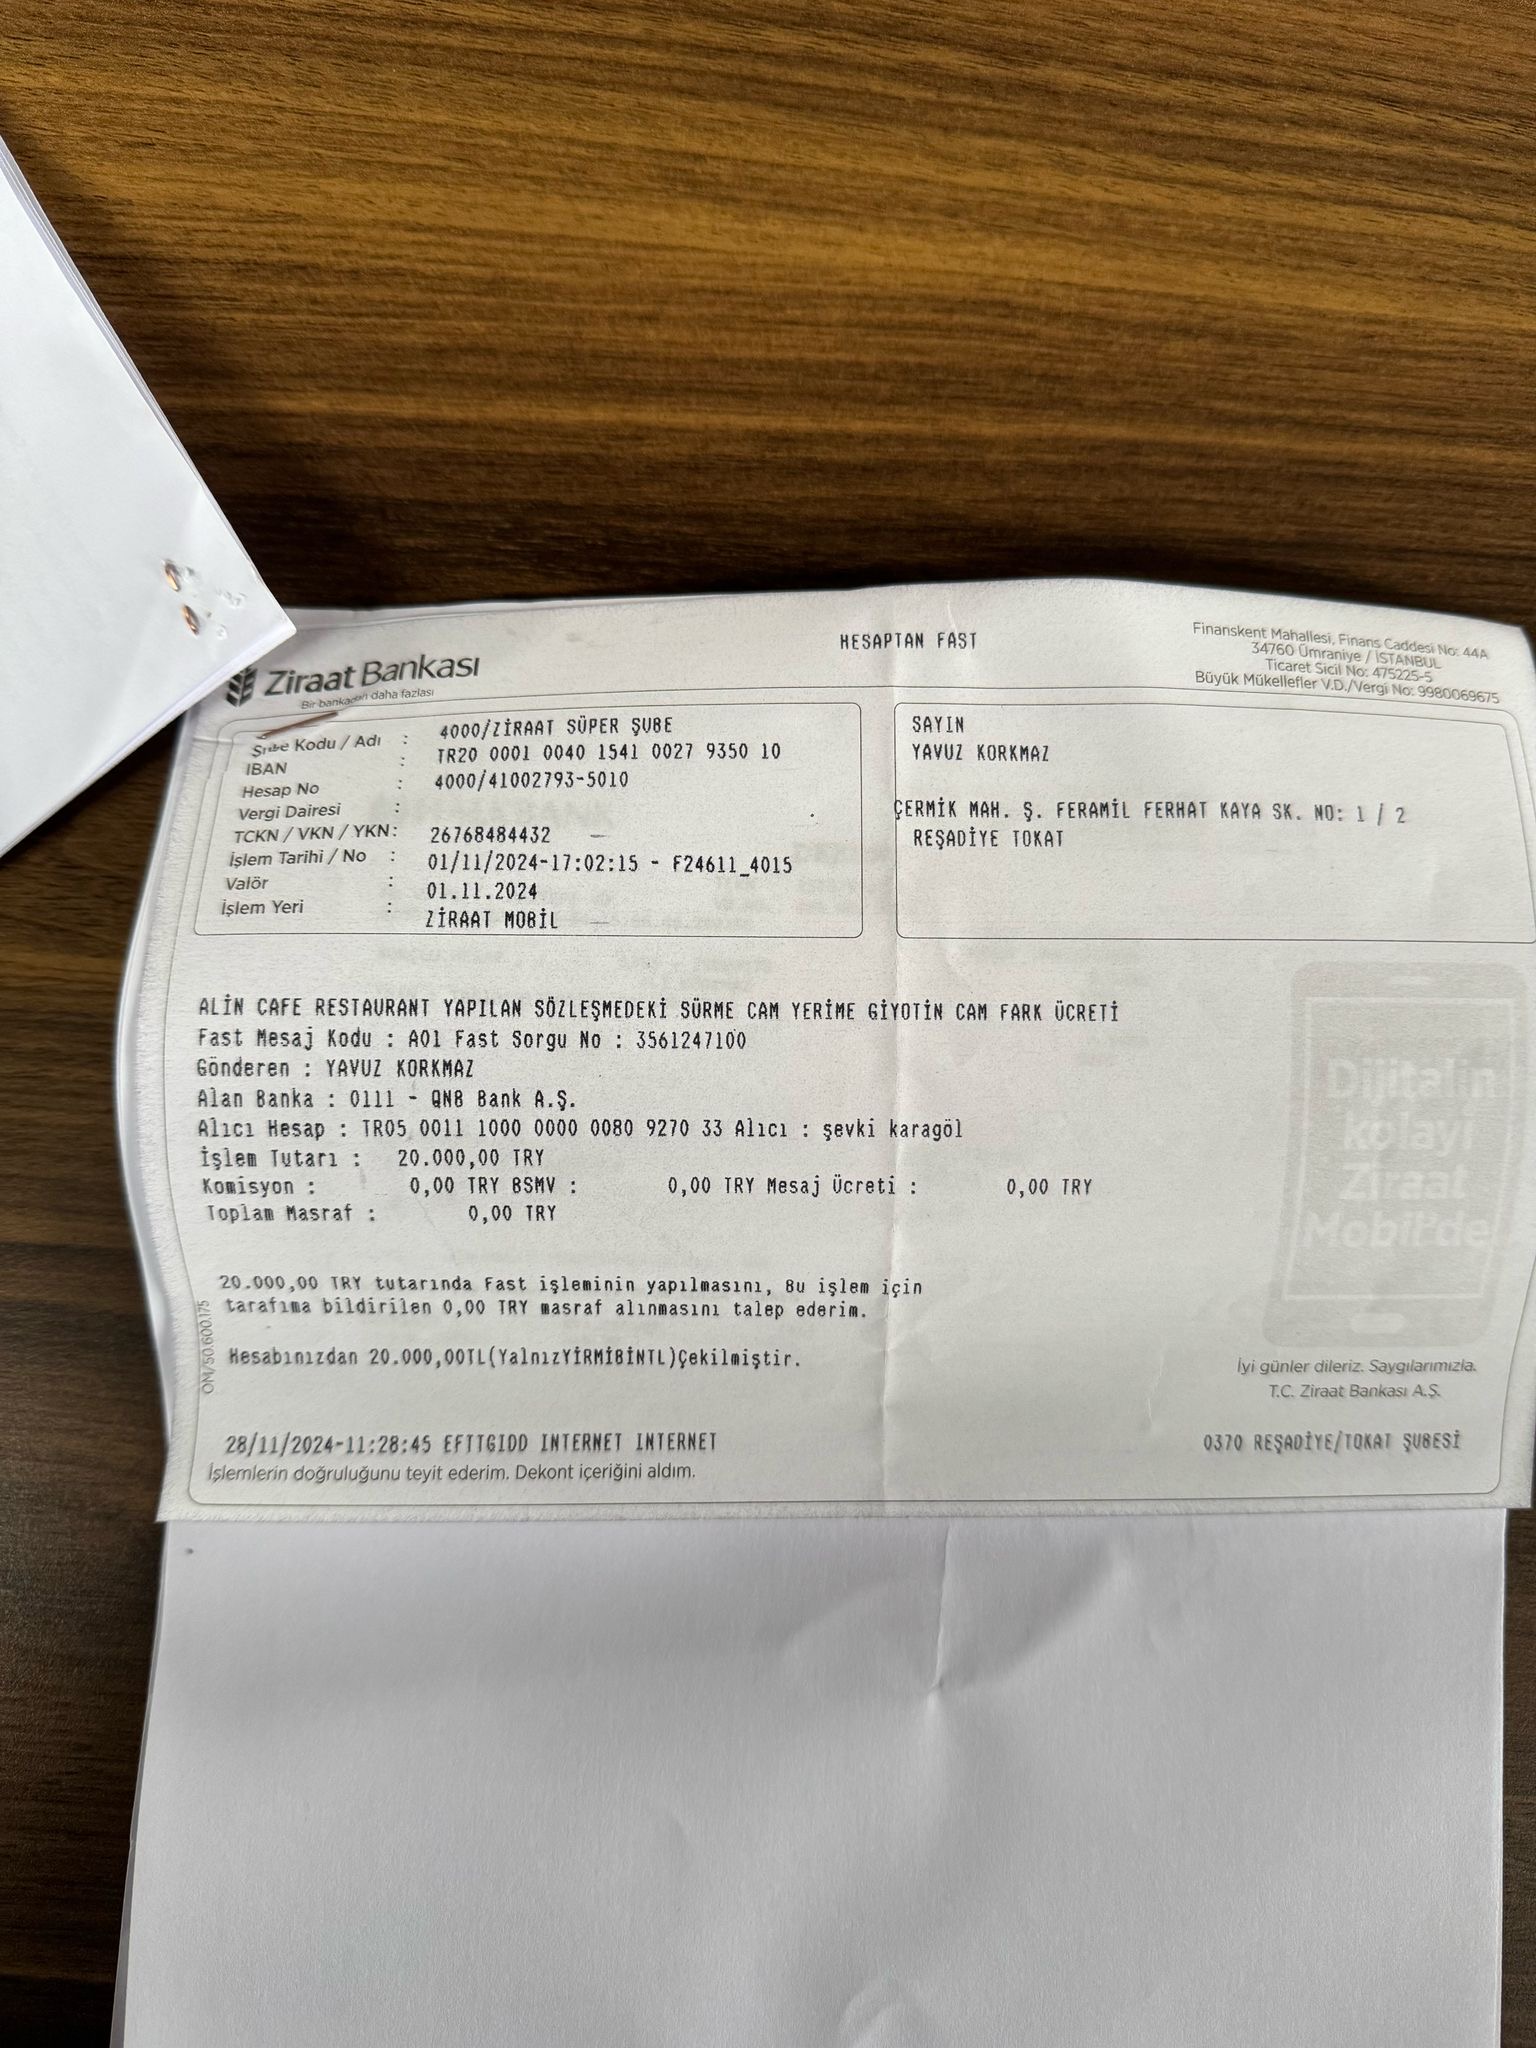 HESAPTAN FAST
Ziraat Bankası
Bir bankadan daha fazlası
Finanskent Mahallesi, Finans Caddesi No: 44A
34760 Ümraniye / İSTANBUL
Ticaret Sicil No: 475225-5
Büyük Mükellefler V.D./Vergi No: 9980069675
Şube Kodu / Adı : 4000/ZİRAAT SÜPER ŞUBE
IBAN : TR20 0001 0040 1541 0027 9350 10
Hesap No : 4000/41002793-5010
Vergi Dairesi :
TCKN / VKN / YKN : 26768484432
İşlem Tarihi / No : 01/11/2024-17:02:15 - F24611_4015
Valör : 01.11.2024
İşlem Yeri : ZİRAAT MOBİL
SAYIN
YAVUZ KORKMAZ
ÇERMİK MAH. Ş. FERAMİL FERHAT KAYA SK. NO: 1 / 2
REŞADİYE TOKAT
ALİN CAFE RESTAURANT YAPILAN SÖZLEŞMEDEKİ SÜRME CAM YERİME GİYOTİN CAM FARK ÜCRETİ
Fast Mesaj Kodu : A01 Fast Sorgu No : 3561247100
Gönderen : YAVUZ KORKMAZ
Alan Banka : 0111 - QNB Bank A.Ş.
Alıcı Hesap : TR05 0011 1000 0000 0080 9270 33 Alıcı : şevki karagöl
İşlem Tutarı : 20.000,00 TRY
Komisyon : 0,00 TRY BSMV : 0,00 TRY Mesaj Ücreti : 0,00 TRY
Toplam Masraf : 0,00 TRY
Dijitalin
Kolayı
Ziraat
Mobil'de!
20.000,00 TRY tutarında Fast işleminin yapılmasını, Bu işlem için
tarafıma bildirilen 0,00 TRY masraf alınmasını talep ederim.
Hesabınızdan 20.000,00TL(YalnızYİRMİBİNTL)Çekilmiştir.
OM/50.600.175
İyi günler dileriz. Saygılarımızla.
T.C. Ziraat Bankası A.Ş.
28/11/2024-11:28:45 EFTTGIDD INTERNET INTERNET
0370 REŞADİYE/TOKAT ŞUBESİ
İşlemlerin doğruluğunu teyit ederim. Dekont içeriğini aldım.